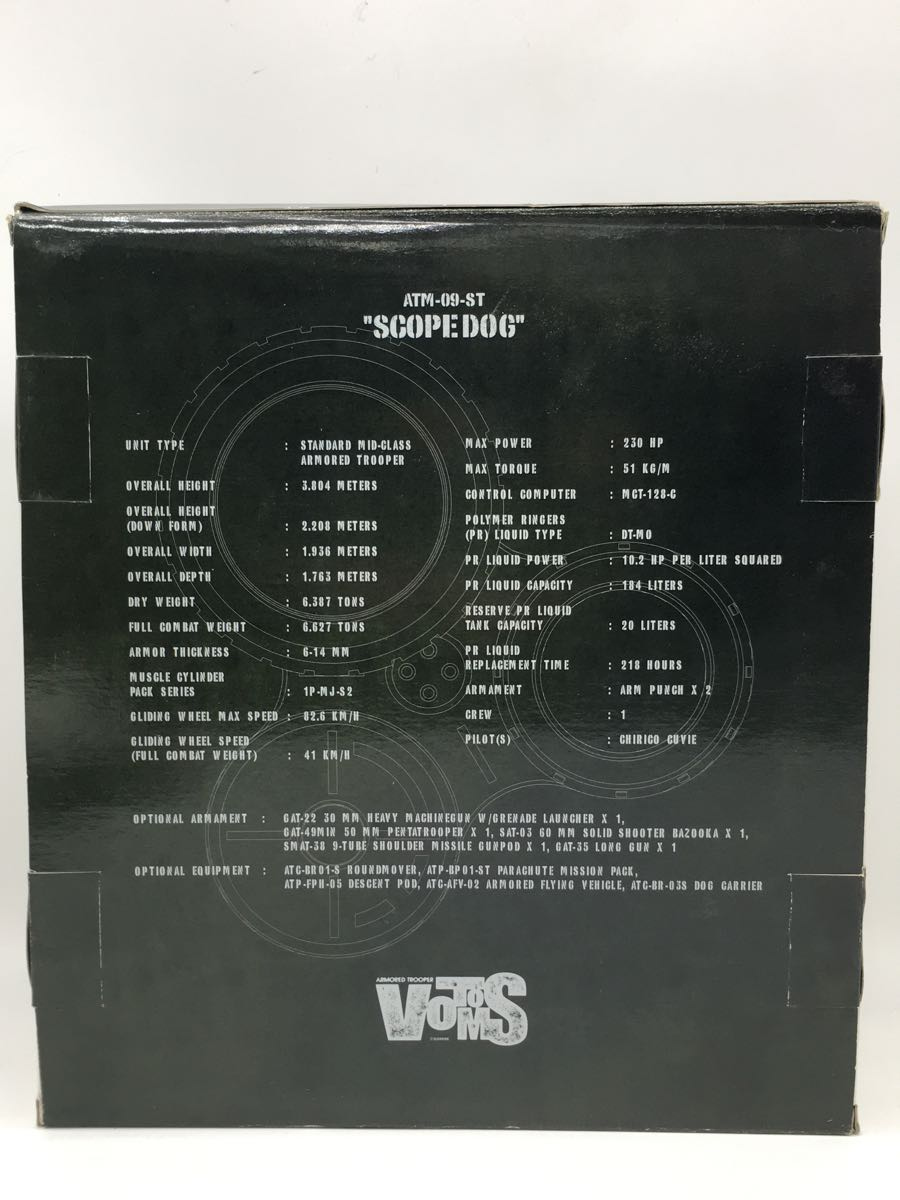 ATM-09-ST
"SCOPEDOG"
UNIT TYPE : STANDARD MID-CLASS
ARMORED TROOPER
OVERALL HEIGHT : 3.804 METERS
OVERALL HEIGHT
(DOWN FORM) : 2.208 METERS
OVERALL WIDTH : 1.936 METERS
OVERALL DEPTH : 1.763 METERS
DRY WEIGHT : 6.387 TONS
FULL COMBAT WEIGHT : 6.627 TONS
ARMOR THICKNESS : 6-14 MM
MUSCLE CYLINDER
PACK SERIES : 1P-MJ-S2
GLIDING WHEEL MAX SPEED : 82.6 KM/H
GLIDING WHEEL SPEED
(FULL COMBAT WEIGHT) : 41 KM/H
MAX POWER : 230 HP
MAX TORQUE : 51 KG/M
CONTROL COMPUTER : MCT-128-C
POLYMER RINGERS
(PR) LIQUID TYPE : DT-MO
PR LIQUID POWER : 10.2 HP PER LITER SQUARED
PR LIQUID CAPACITY : 184 LITERS
RESERVE PR LIQUID
TANK CAPACITY : 20 LITERS
PR LIQUID
REPLACEMENT TIME : 218 HOURS
ARMAMENT : ARM PUNCH X 2
CREW : 1
PILOT(S) : CHIRICO CUVIE
OPTIONAL ARMAMENT : GAT-22 30 MM HEAVY MACHINEGUN W/GRENADE LAUNCHER X 1,
GAT-49MIN 50 MM PENTATROOPER X 1, SAT-03 60 MM SOLID SHOOTER BAZOOKA X 1,
SMAT-38 9-TUBE SHOULDER MISSILE GUNPOD X 1, GAT-35 LONG GUN X 1
OPTIONAL EQUIPMENT : ATC-BR01-S ROUNDMOVER, ATP-BP01-ST PARACHUTE MISSION PACK,
ATP-FPH-05 DESCENT POD, ATC-AFV-02 ARMORED FLYING VEHICLE, ATC-BR-03S DOG CARRIER
ARMORED TROOPER
VOTOMS